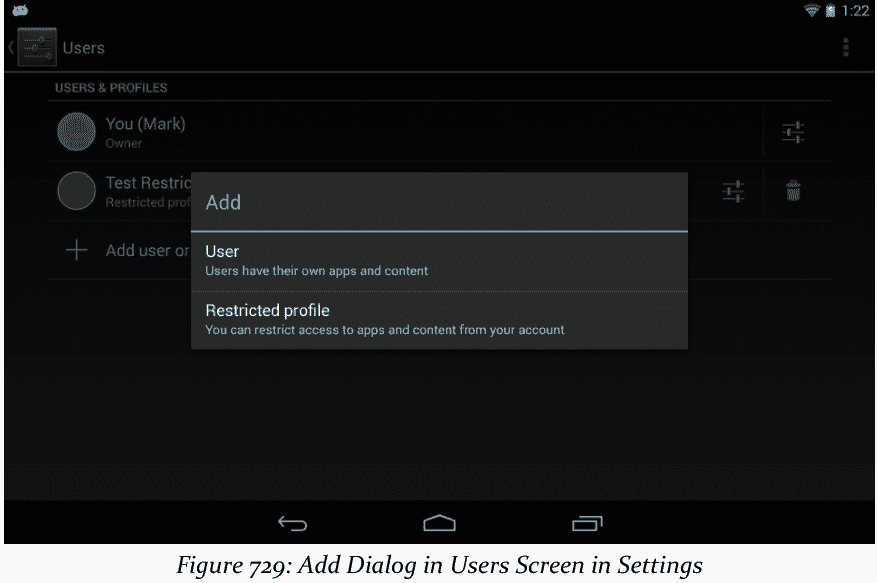 1:22
Users
USERS & PROFILES
You (Mark)
Owner
Test Restric
Restricted prof
Add user or
Add
User
Users have their own apps and content
Restricted profile
You can restrict access to apps and content from your account
Figure 729: Add Dialog in Users Screen in Settings